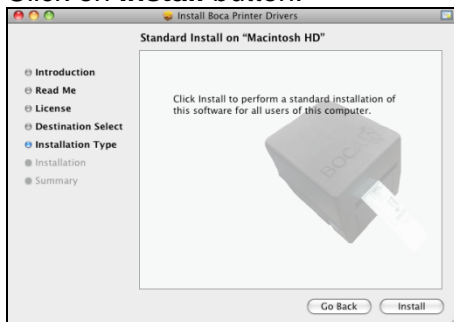 Click on Install button.
Install Boca Printer Drivers
Standard Install on “Macintosh HD”
Introduction
Read Me
License
Destination Select
Installation Type
Installation
Summary
Click Install to perform a standard installation of
this software for all users of this computer.
BOCA
Go Back
Install